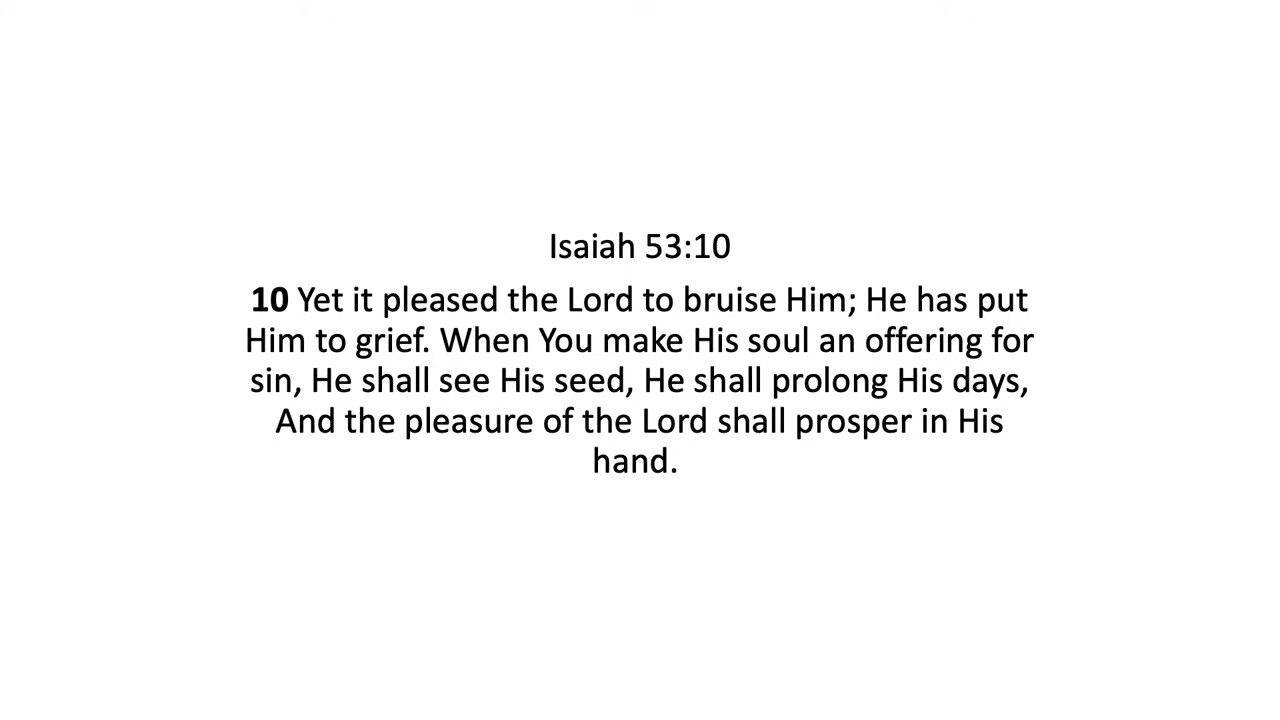 Isaiah 53:10
10 Yet it pleased the Lord to bruise Him; He has put
Him to grief. When You make His soul an offering for
sin, He shall see His seed, He shall prolong His days,
And the pleasure of the Lord shall prosper in His
hand.